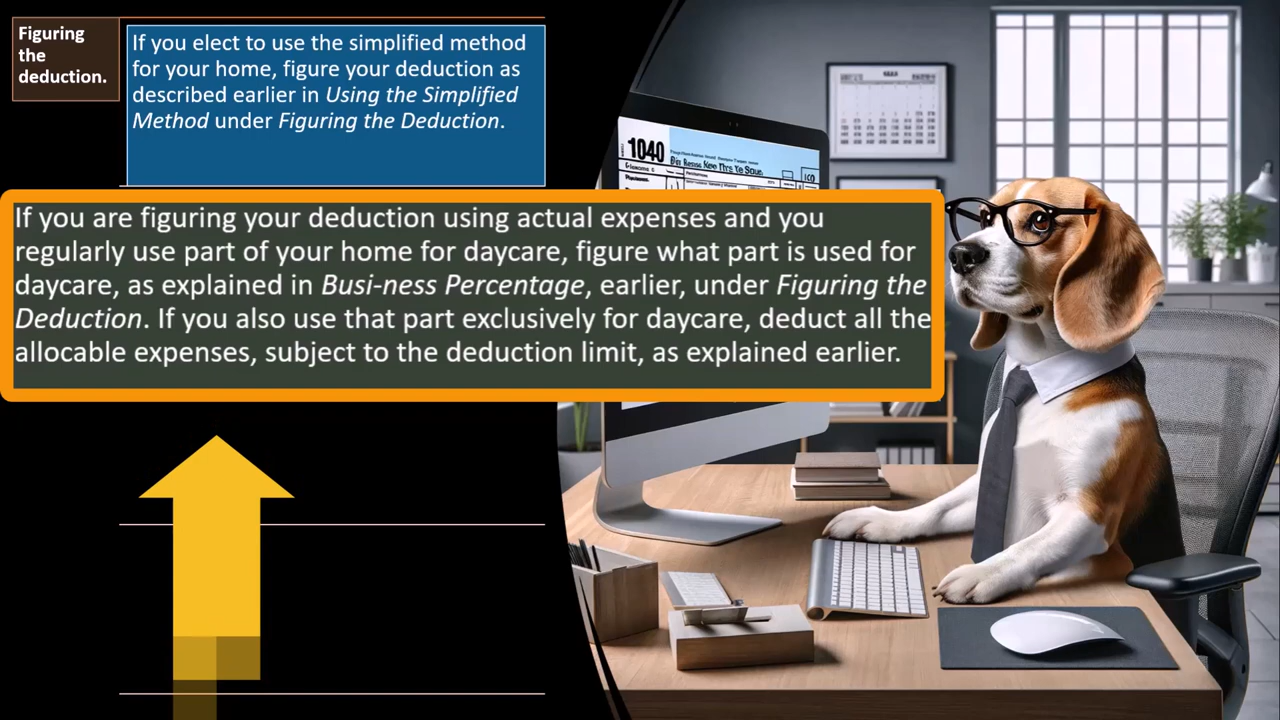 Figuring
the
deduction.
If you elect to use the simplified method
for your home, figure your deduction as
described earlier in Using the Simplified
Method under Figuring the Deduction.
1040
If you are figuring your deduction using actual expenses and you
regularly use part of your home for daycare, figure what part is used for
daycare, as explained in Busi-ness Percentage, earlier, under Figuring the
Deduction. If you also use that part exclusively for daycare, deduct all the
allocable expenses, subject to the deduction limit, as explained earlier.